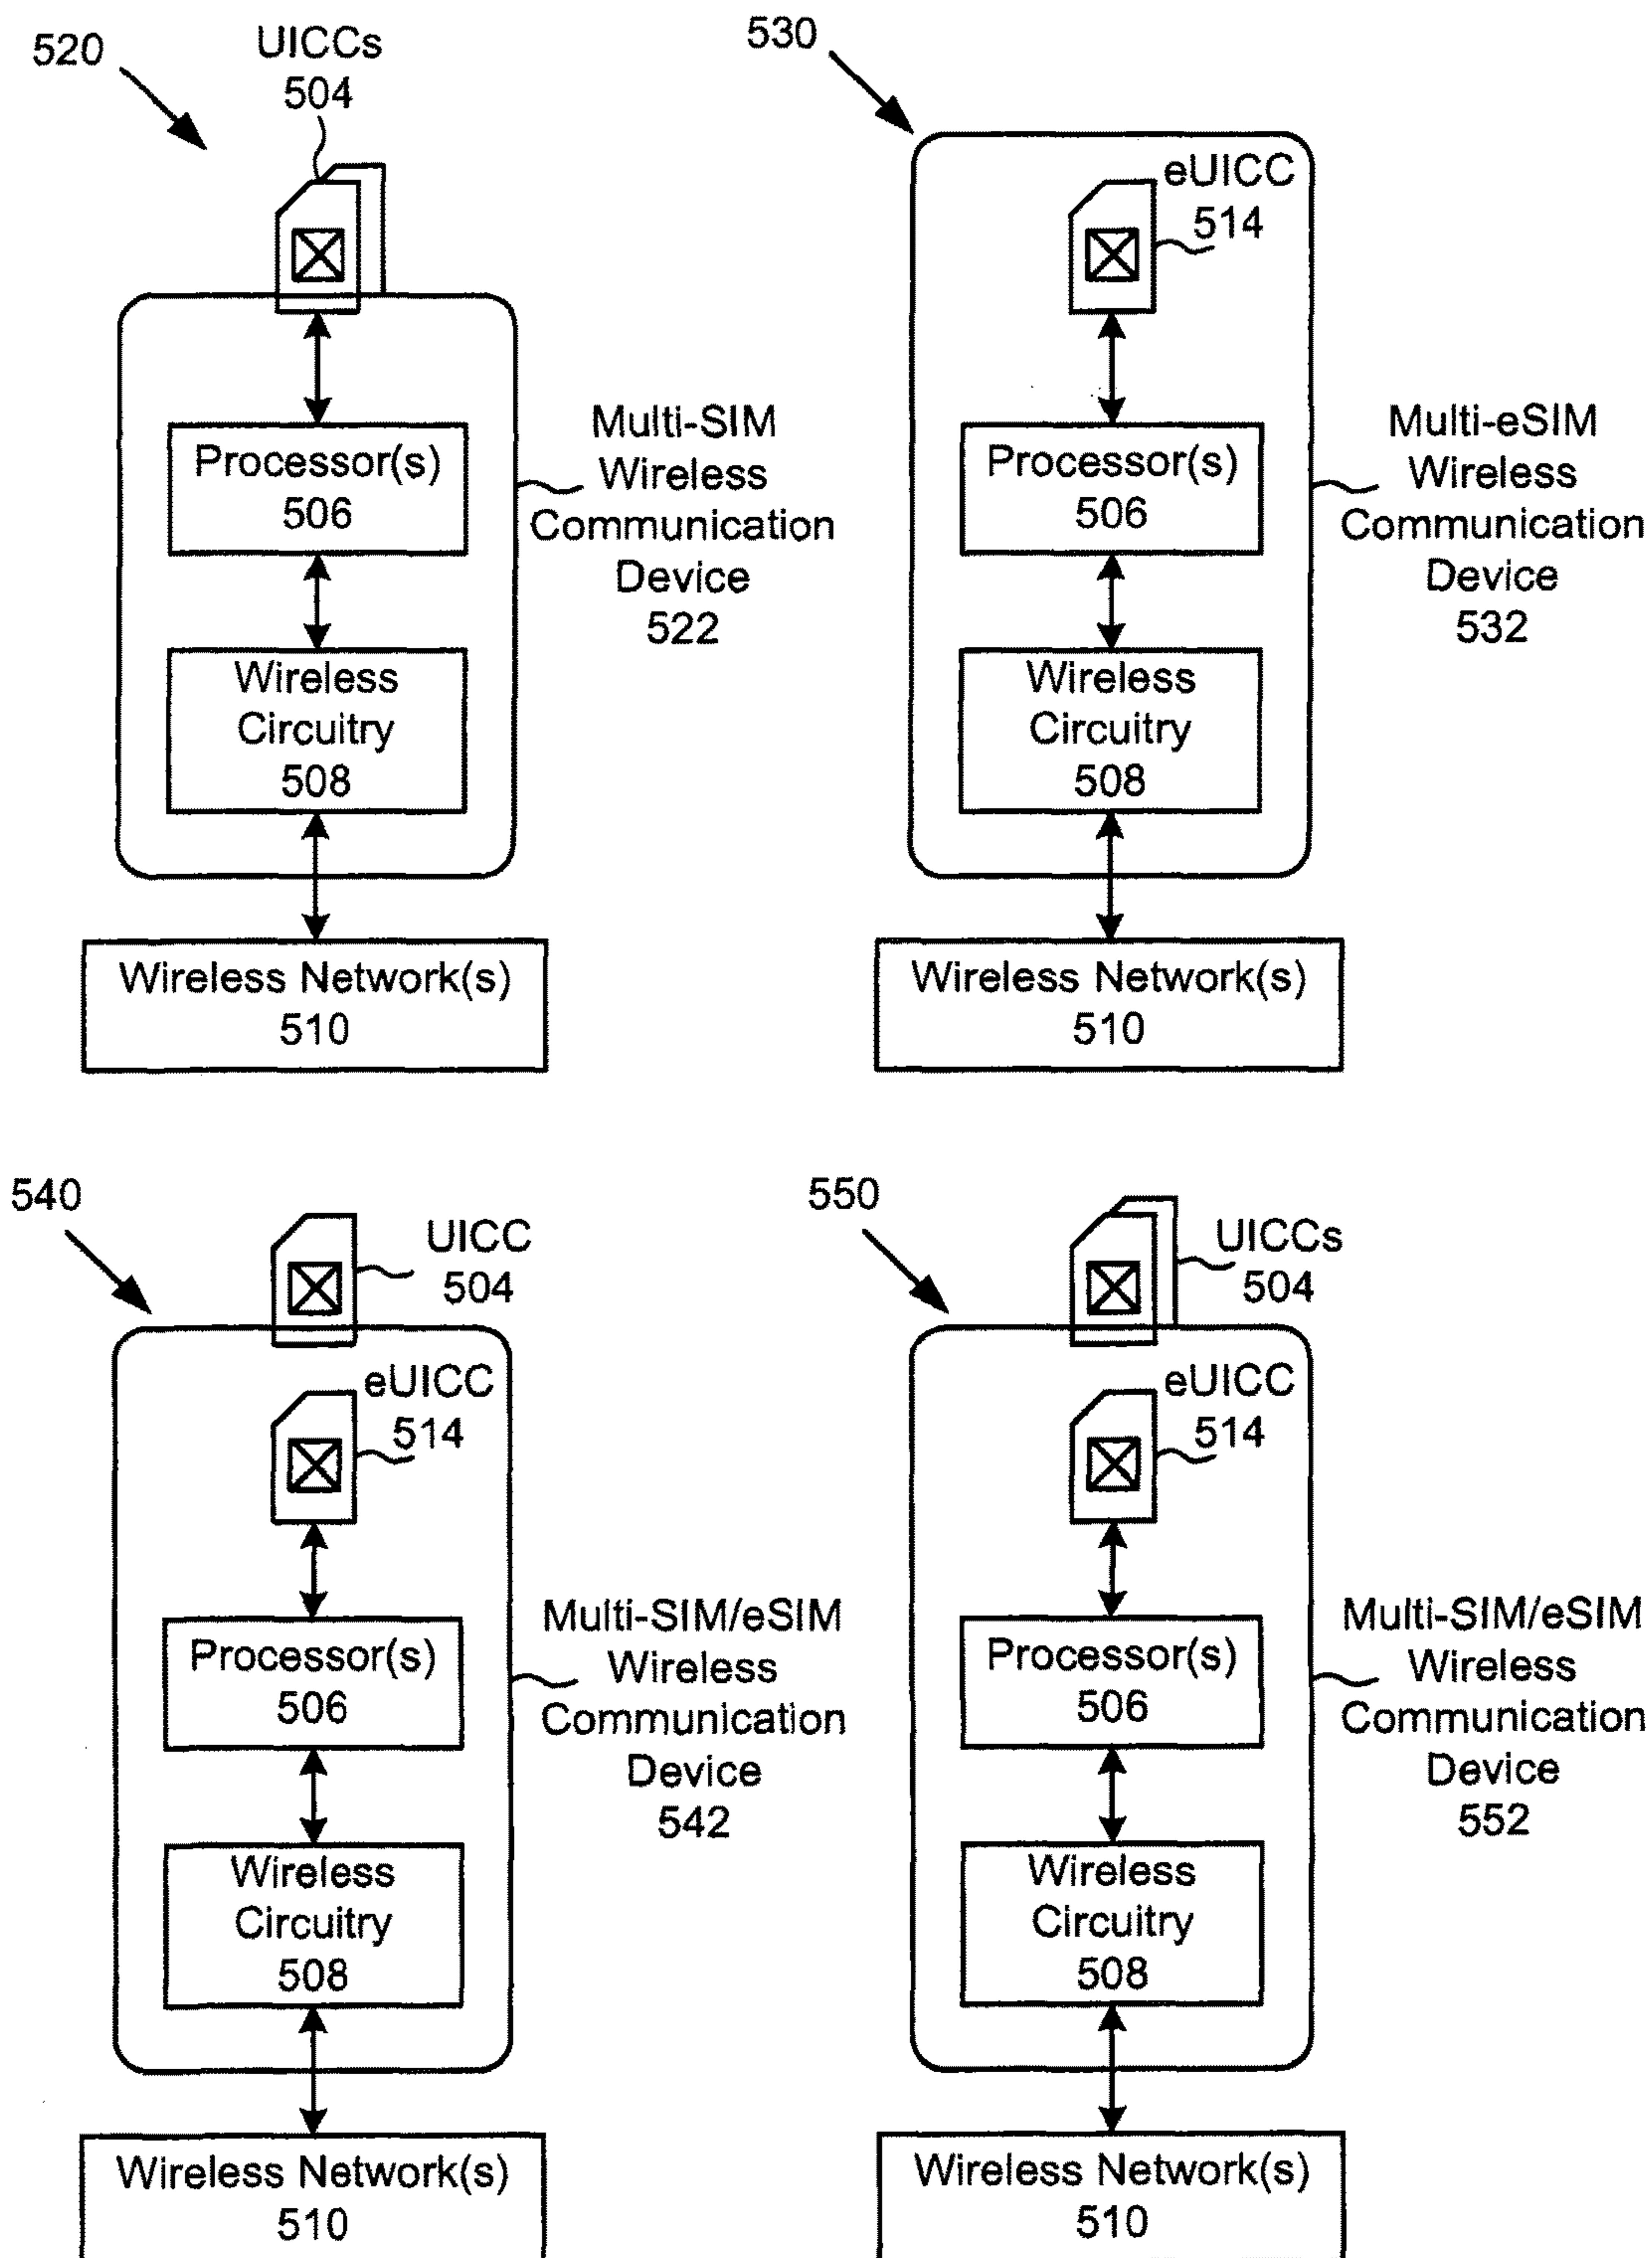 520
UICCs
504
Processor(s)
506
Wireless
Circuitry
508
Multi-SIM
Wireless
Communication
Device
522
Wireless Network(s)
510
530
eUICC
514
Processor(s)
506
Wireless
Circuitry
508
Multi-eSIM
Wireless
Communication
Device
532
Wireless Network(s)
510
540
UICC
504
eUICC
514
Processor(s)
506
Wireless
Circuitry
508
Multi-SIM/eSIM
Wireless
Communication
Device
542
Wireless Network(s)
510
550
UICCs
504
eUICC
514
Processor(s)
506
Wireless
Circuitry
508
Multi-SIM/eSIM
Wireless
Communication
Device
552
Wireless Network(s)
510